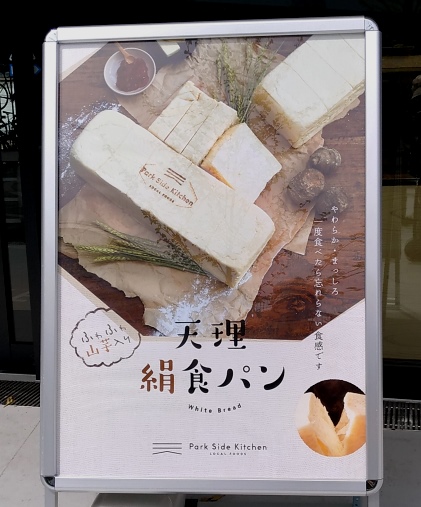 Park Side Kitchen
LOCAL FOODS
やわらか・まっしろ
一度食べたら忘れらない食感です
ふわふわ
山芋入り
天理
絹食パン
White Bread
Park Side Kitchen
LOCAL FOODS